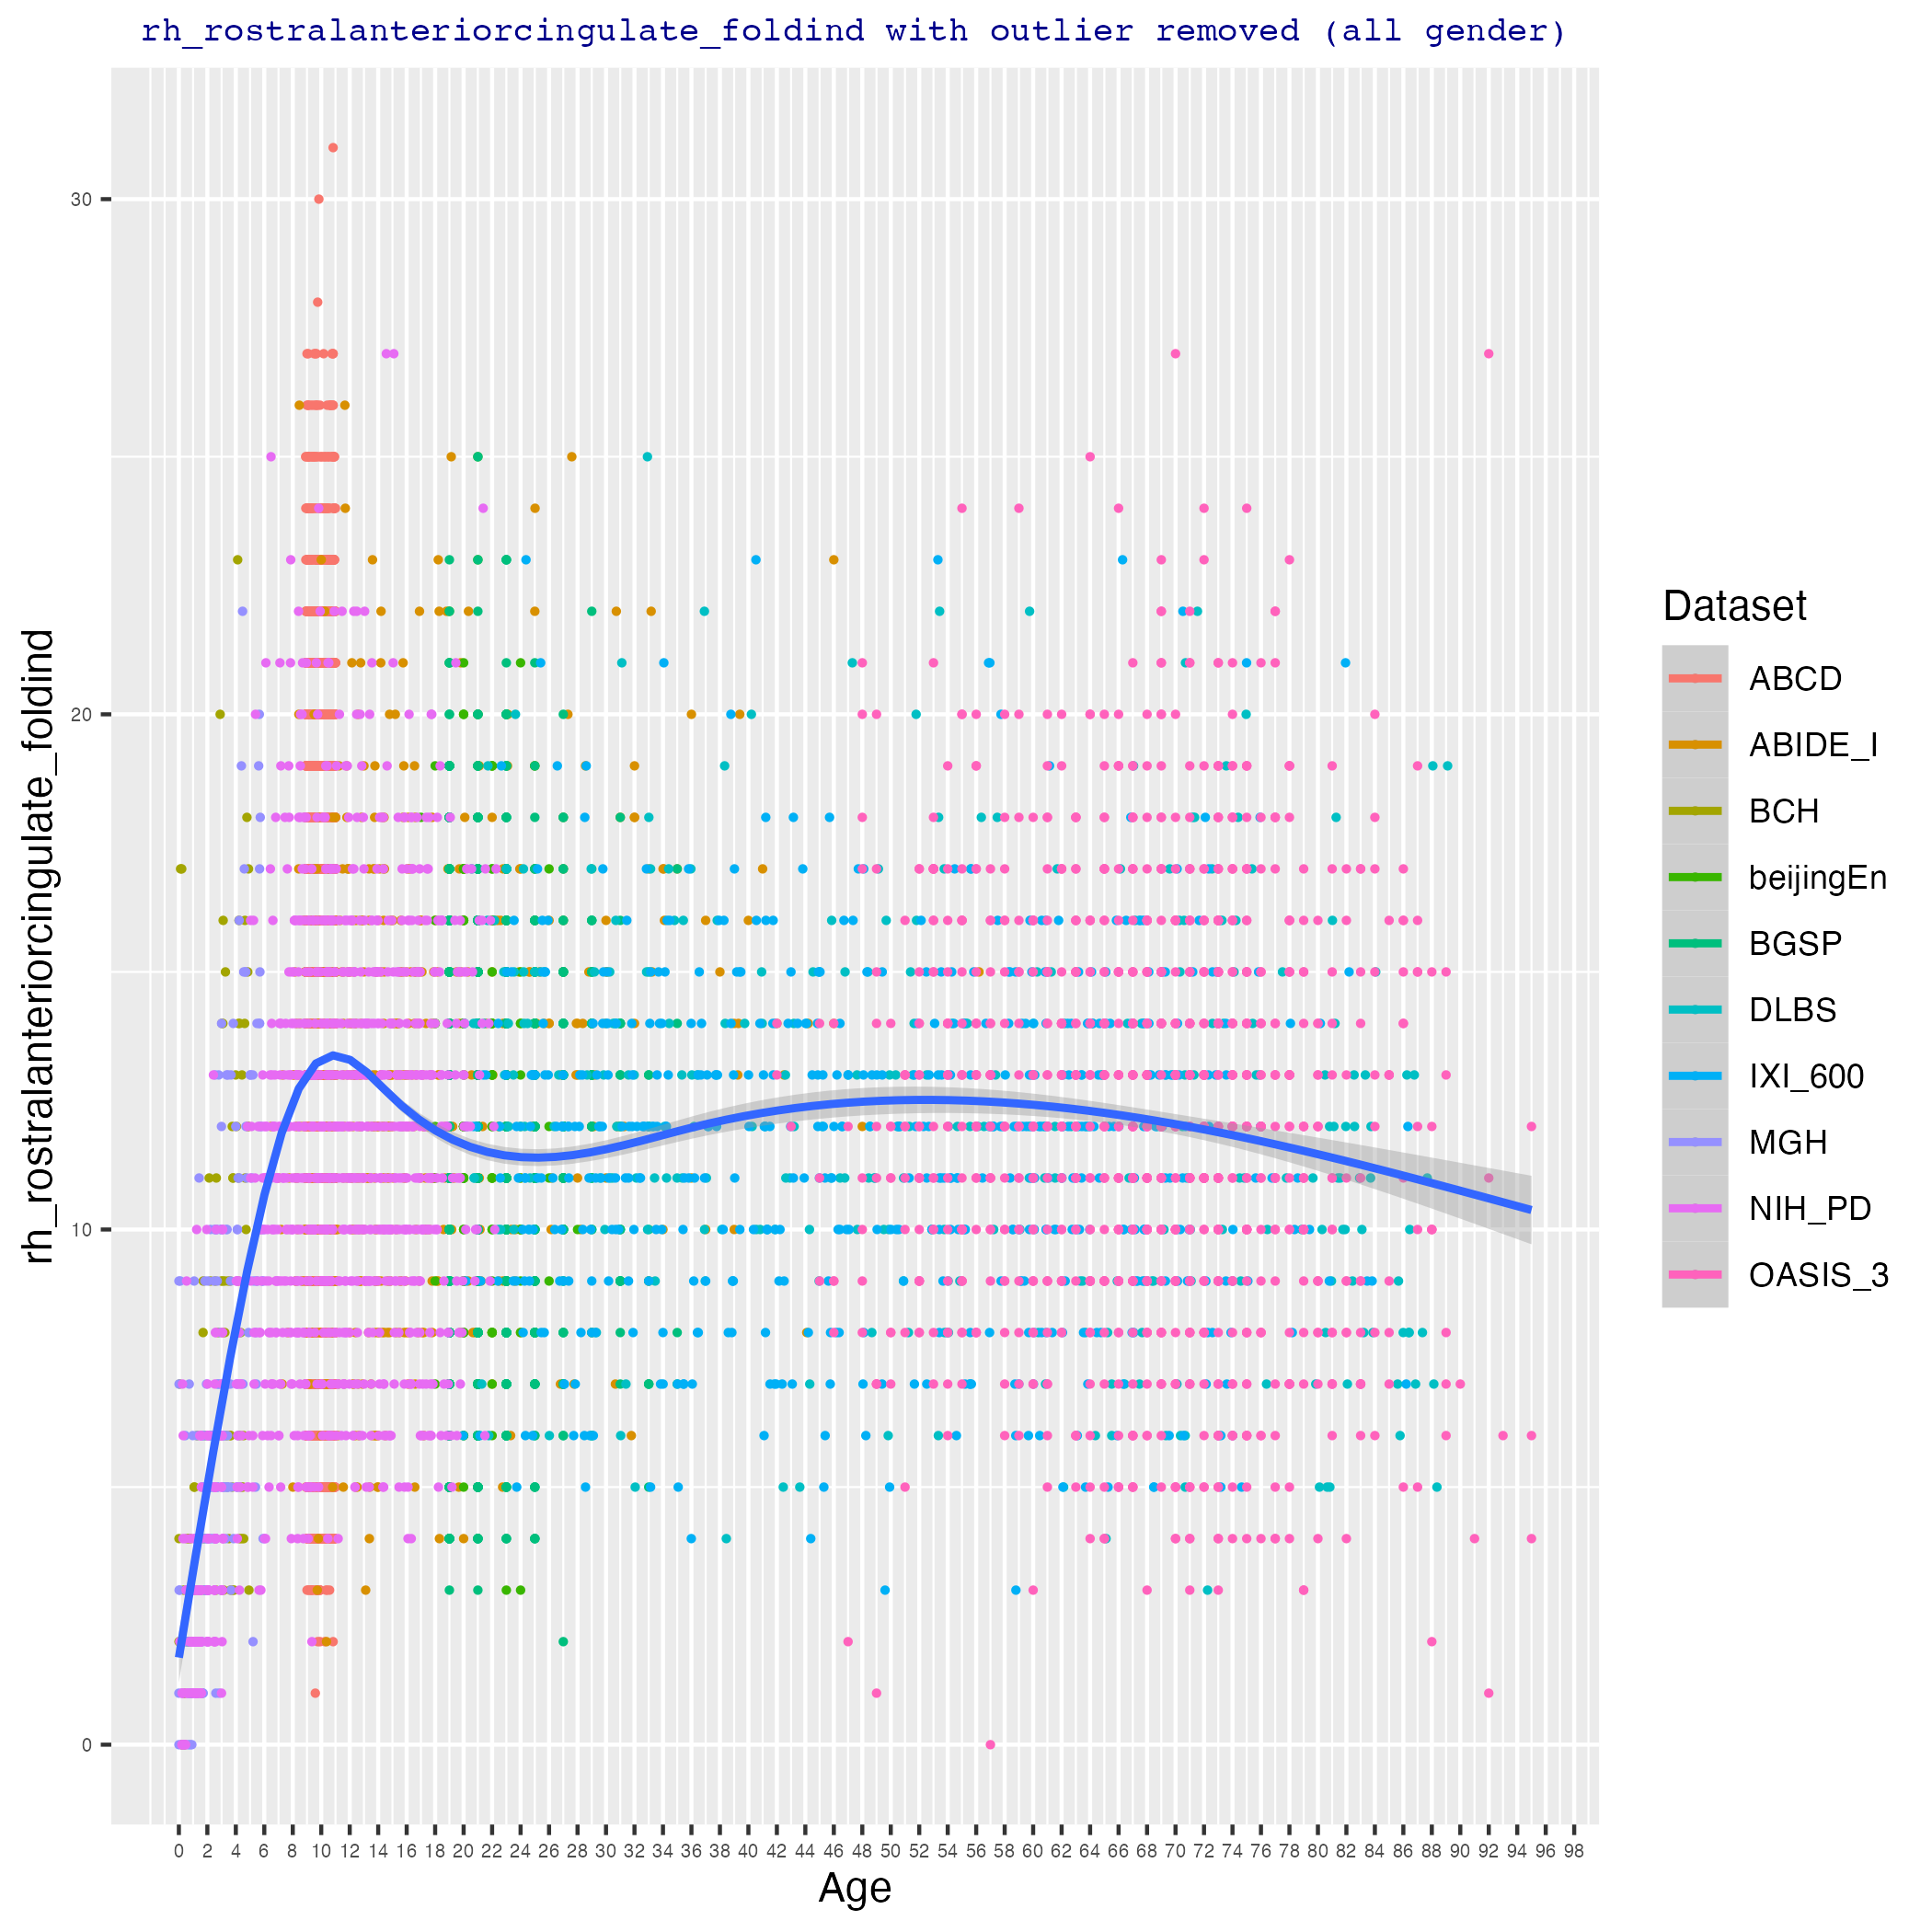 rh_rostralanteriorcingulate_foldind with outlier removed (all gender)
rh_rostralanteriorcingulate_foldind
30
20
10
0
0 2 4 6 8 10 12 14 16 18 20 22 24 26 28 30 32 34 36 38 40 42 44 46 48 50 52 54 56 58 60 62 64 66 68 70 72 74 76 78 80 82 84 86 88 90 92 94 96 98
Age
Dataset
ABCD
ABIDE_I
BCH
beijingEn
BGSP
DLBS
IXI_600
MGH
NIH_PD
OASIS_3